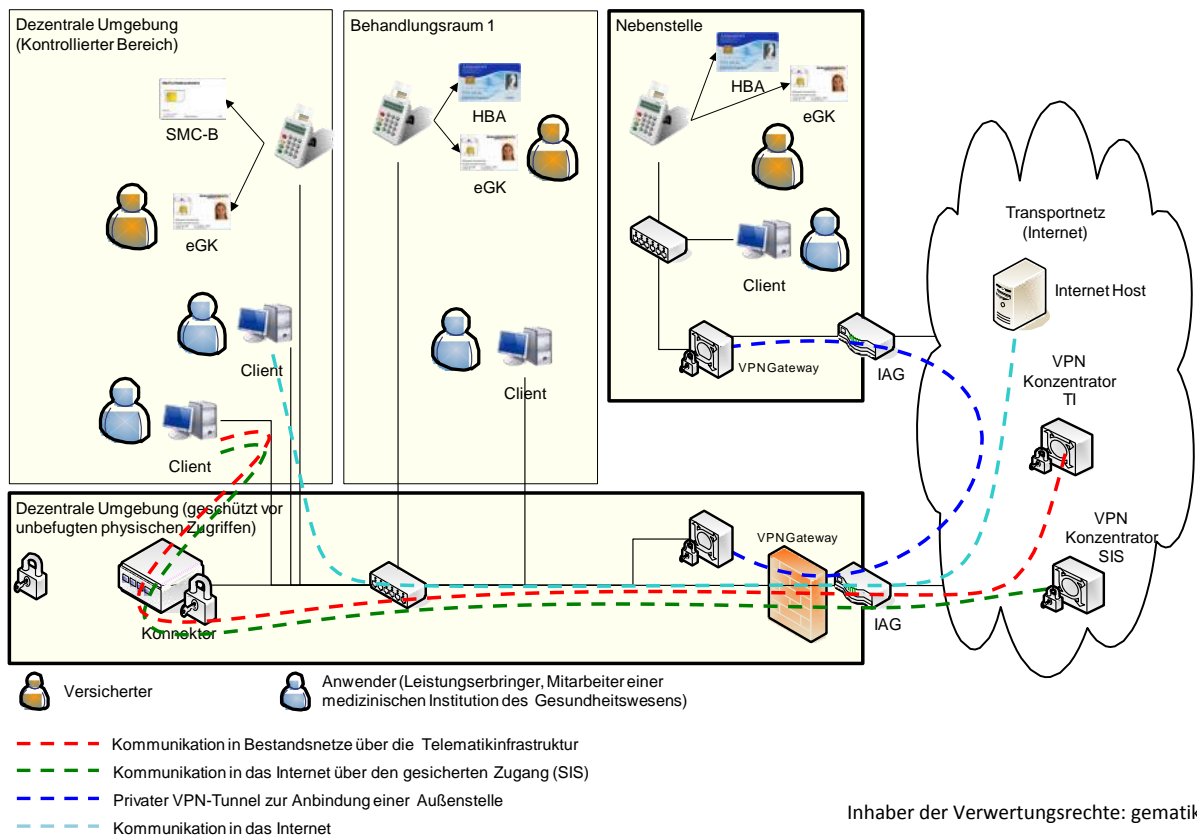 Dezentrale Umgebung
(Kontrollierter Bereich)
SMC-B
eGK
Client
Client
Behandlungsraum 1
HBA
eGK
Client
Nebenstelle
HBA
eGK
Client
VPN Gateway
IAG
Transportnetz
(Internet)
Internet Host
VPN
Konzentrator
TI
VPN
Konzentrator
SIS
Dezentrale Umgebung (geschützt vor
unbefugten physischen Zugriffen)
Konnektor
VPN Gateway
IAG
Versicherter
Anwender (Leistungserbringer, Mitarbeiter einer
medizinischen Institution des Gesundheitswesens)
Kommunikation in Bestandsnetze über die Telematikinfrastruktur
Kommunikation in das Internet über den gesicherten Zugang (SIS)
Privater VPN-Tunnel zur Anbindung einer Außenstelle
Kommunikation in das Internet
Inhaber der Verwertungsrechte: gematik